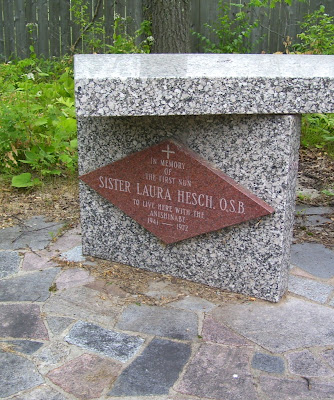 IN MEMORY
OF
THE FIRST NUN
SISTER LAURA HESCH, O.S.B.
TO LIVE HERE WITH THE
ANISHINABE
1941 — 1972